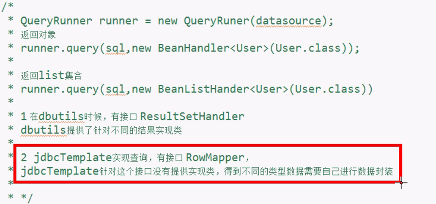 /*
* QueryRunner runner = new QueryRuner(datasource);
* 返回对象
* runner.query(sql,new BeanHandler<User>(User.class));
*
* 返回list集合
* runner.query(sql,new BeanListHander<User>(User.class))
*
* 1 在dbutils时候，有接口 ResultSetHandler
* dbutils提供了针对不同的结果实现类
*
* 2 jdbcTemplate实现查询，有接口 RowMapper，
* jdbcTemplate针对这个接口没有提供实现类，得到不同的类型数据需要自己进行数据封装
*
* */